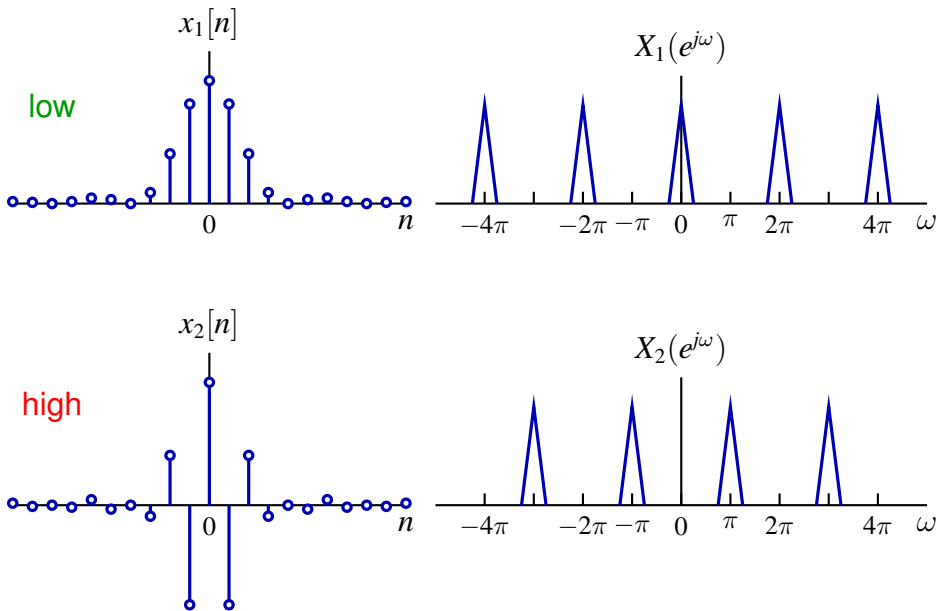 x₁[n]
X₁(e^{jω})
low
0
n
−4π
−2π
−π
0
π
2π
4π
ω
x₂[n]
X₂(e^{jω})
high
0
n
−4π
−2π
−π
0
π
2π
4π
ω